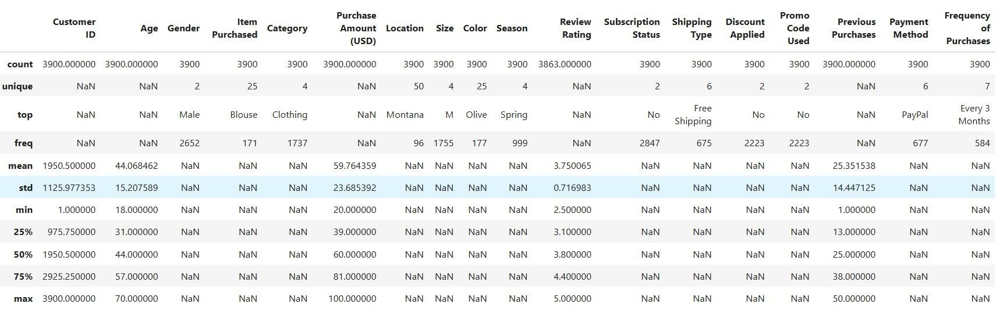 Customer ID Age Gender Item Purchased Category Purchase Amount (USD) Location Size Color Season Review Rating Subscription Status Shipping Type Discount Applied Promo Code Used Previous Purchases Payment Method Frequency of Purchases
count 3900.000000 3900.000000 3900 3900 3900 3900.000000 3900 3900 3900 3900 3863.000000 3900 3900 3900 3900 3900.000000 3900 3900
unique NaN NaN 2 25 4 NaN 50 4 25 4 NaN 2 6 2 2 NaN 6 7
top NaN NaN Male Blouse Clothing NaN Montana M Olive Spring NaN No Free Shipping No No NaN PayPal Every 3 Months
freq NaN NaN 2652 171 1737 NaN 96 1755 177 999 NaN 2847 675 2223 2223 NaN 677 584
mean 1950.500000 44.068462 NaN NaN NaN 59.764359 NaN NaN NaN NaN 3.750065 NaN NaN NaN NaN 25.351538 NaN NaN
std 1125.977353 15.207589 NaN NaN NaN 23.685392 NaN NaN NaN NaN 0.716983 NaN NaN NaN NaN 14.447125 NaN NaN
min 1.000000 18.000000 NaN NaN NaN 20.000000 NaN NaN NaN NaN 2.500000 NaN NaN NaN NaN 1.000000 NaN NaN
25% 975.750000 31.000000 NaN NaN NaN 39.000000 NaN NaN NaN NaN 3.100000 NaN NaN NaN NaN 13.000000 NaN NaN
50% 1950.500000 44.000000 NaN NaN NaN 60.000000 NaN NaN NaN NaN 3.800000 NaN NaN NaN NaN 25.000000 NaN NaN
75% 2925.250000 57.000000 NaN NaN NaN 81.000000 NaN NaN NaN NaN 4.400000 NaN NaN NaN NaN 38.000000 NaN NaN
max 3900.000000 70.000000 NaN NaN NaN 100.000000 NaN NaN NaN NaN 5.000000 NaN NaN NaN NaN 50.000000 NaN NaN